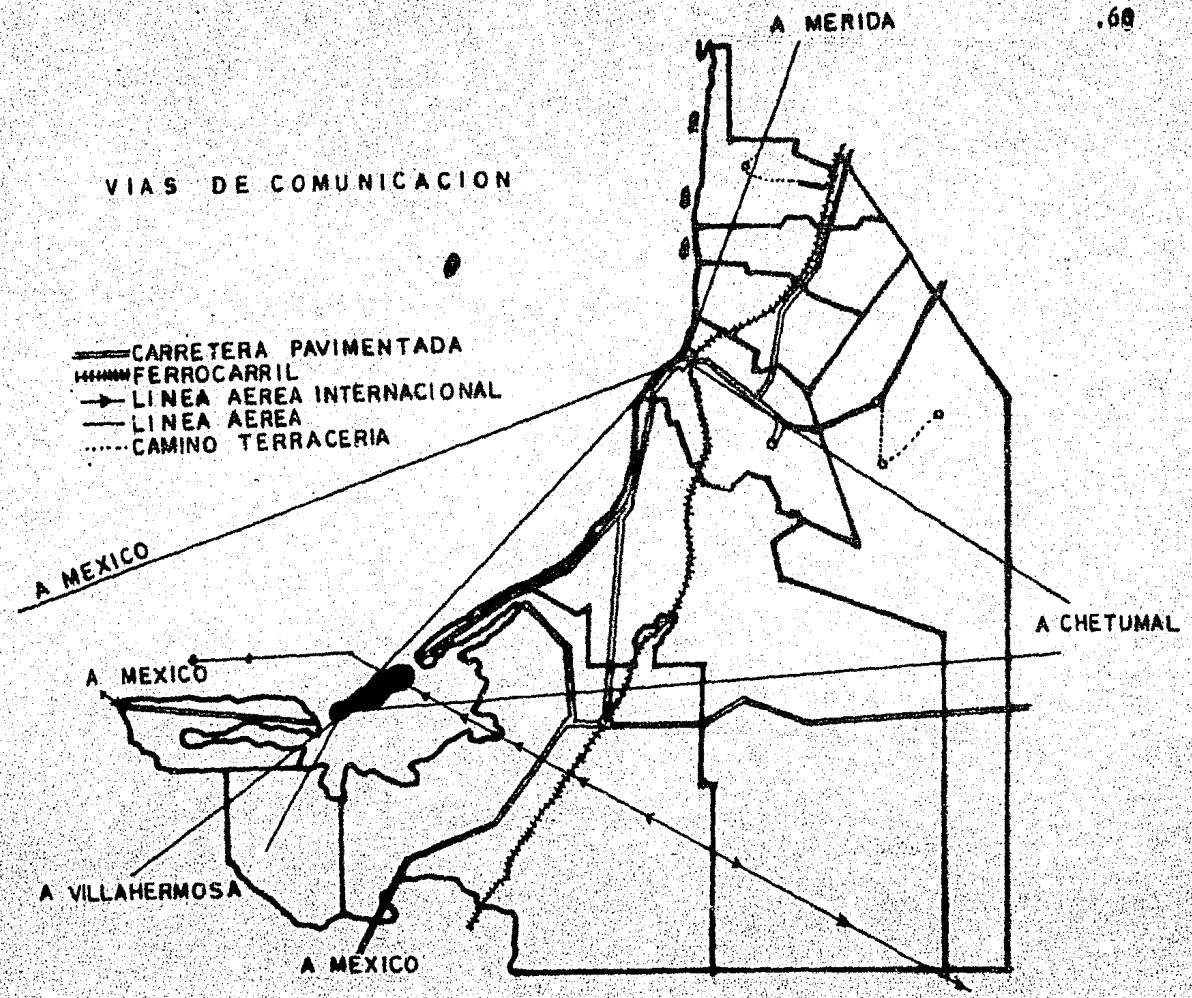 .60
A MERIDA
VIAS DE COMUNICACION
CARRETERA PAVIMENTADA
FERROCARRIL
LINEA AEREA INTERNACIONAL
LINEA AEREA
CAMINO TERRACERIA
A MEXICO
A CHETUMAL
A MEXICO
A VILLAHERMOSA
A MEXICO